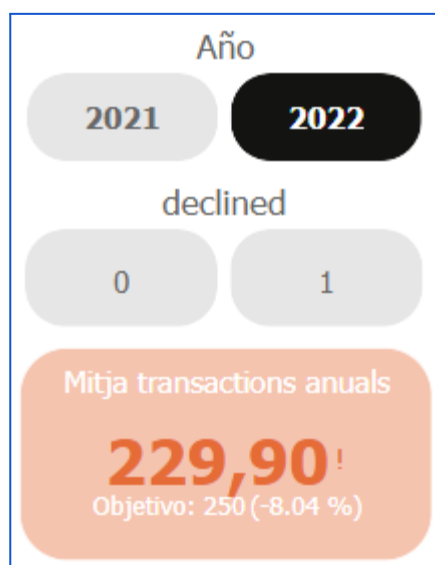 Año
2021 2022
declined
0 1
Mitja transactions anuals
229,90 !
Objetivo: 250 (-8.04 %)